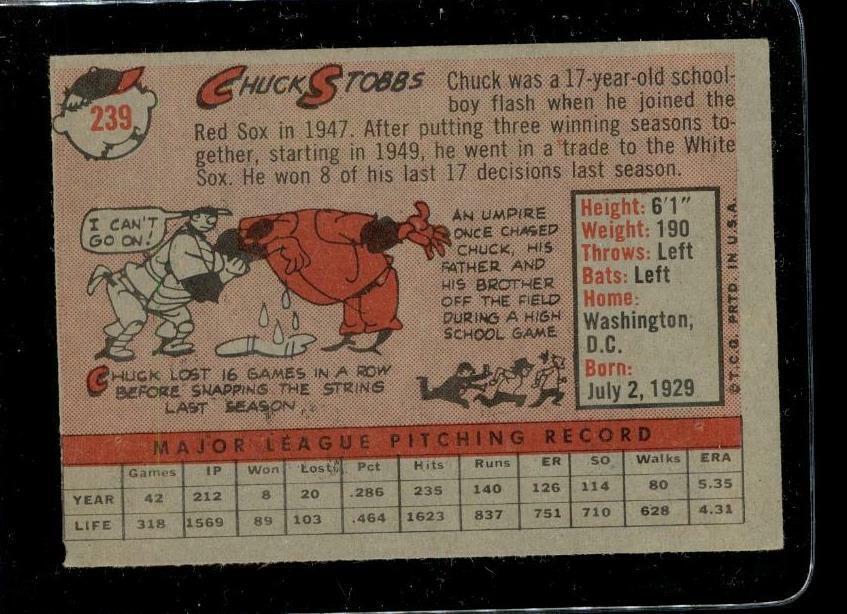 239
CHUCK STOBBS
Chuck was a 17-year-old school-
boy flash when he joined the
Red Sox in 1947. After putting three winning seasons to-
gether, starting in 1949, he went in a trade to the White
Sox. He won 8 of his last 17 decisions last season.
I CAN'T
GO ON!
CHUCK LOST 16 GAMES IN A ROW
BEFORE SNAPPING THE STRING
LAST SEASON.
AN UMPIRE
ONCE CHASED
CHUCK, HIS
FATHER AND
HIS BROTHER
OFF THE FIELD
DURING A HIGH
SCHOOL GAME
Height: 6'1"
Weight: 190
Throws: Left
Bats: Left
Home:
Washington,
D.C.
Born:
July 2, 1929
© T.C.G. PRTD. IN U.S.A.
MAJOR LEAGUE PITCHING RECORD
Games IP Won Lost Pct Hits Runs ER SO Walks ERA
YEAR 42 212 8 20 .286 235 140 126 114 80 5.35
LIFE 318 1569 89 103 .464 1623 837 751 710 628 4.31